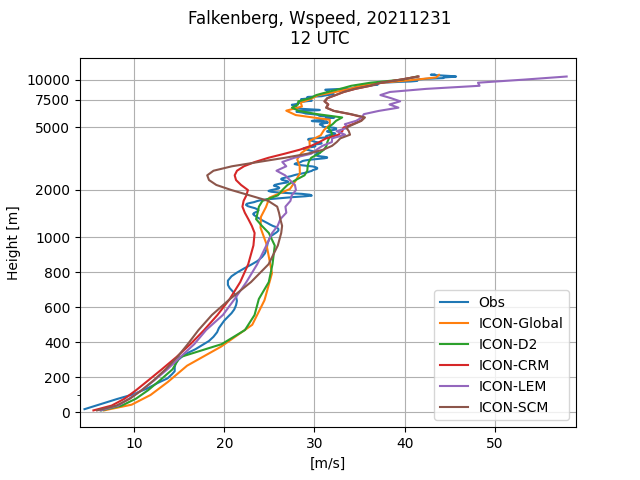 Falkenberg, Wspeed, 20211231
12 UTC
10000
7500
5000
2000
1000
800
600
400
200
0
Height [m]
Obs
ICON-Global
ICON-D2
ICON-CRM
ICON-LEM
ICON-SCM
10
20
30
40
50
[m/s]